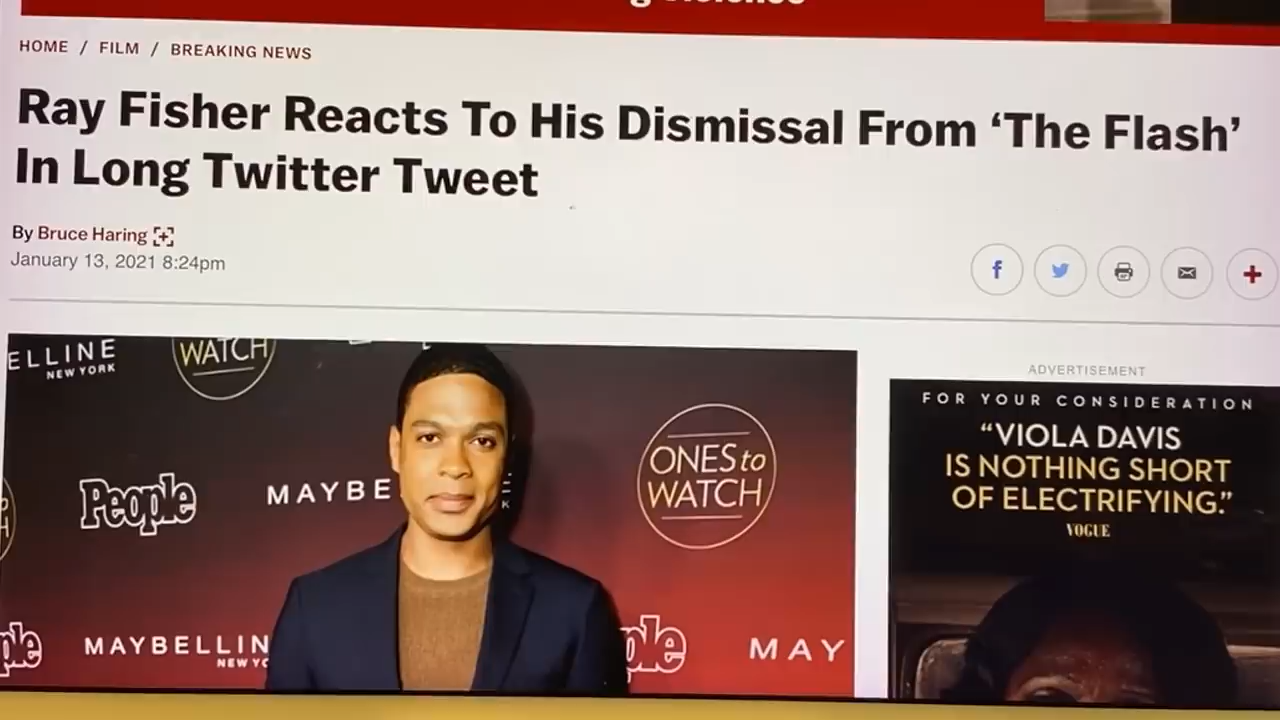 HOME / FILM / BREAKING NEWS
Ray Fisher Reacts To His Dismissal From ‘The Flash’
In Long Twitter Tweet
By Bruce Haring
January 13, 2021 8:24pm
ELLINE
NEW YORK
WATCH
People
MAYBE
ONES to
WATCH
ple
MAYBELLIN
NEW YO
ple
MAY
ADVERTISEMENT
FOR YOUR CONSIDERATION
“VIOLA DAVIS
IS NOTHING SHORT
OF ELECTRIFYING.”
VOGUE